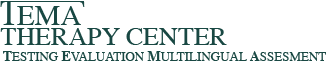 TEMA
THERAPY CENTER
TESTING EVALUATION MULTILINGUAL ASSESMENT